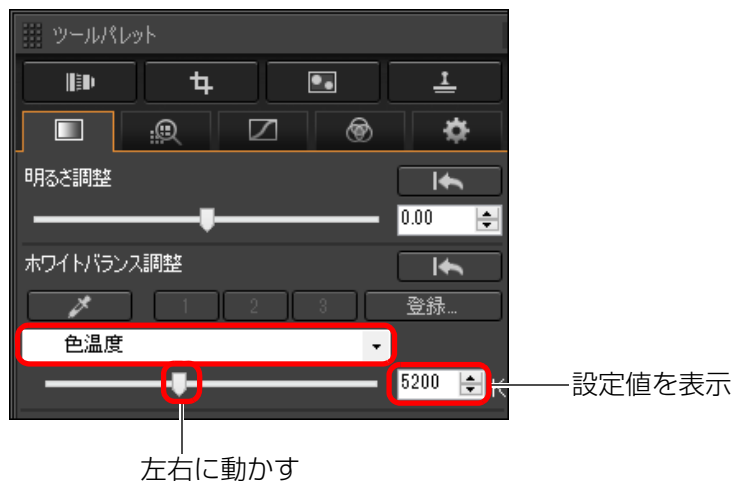 ツールパレット
明るさ調整
0.00
ホワイトバランス調整
1 2 3 登録...
色温度
5200 K
設定値を表示
左右に動かす